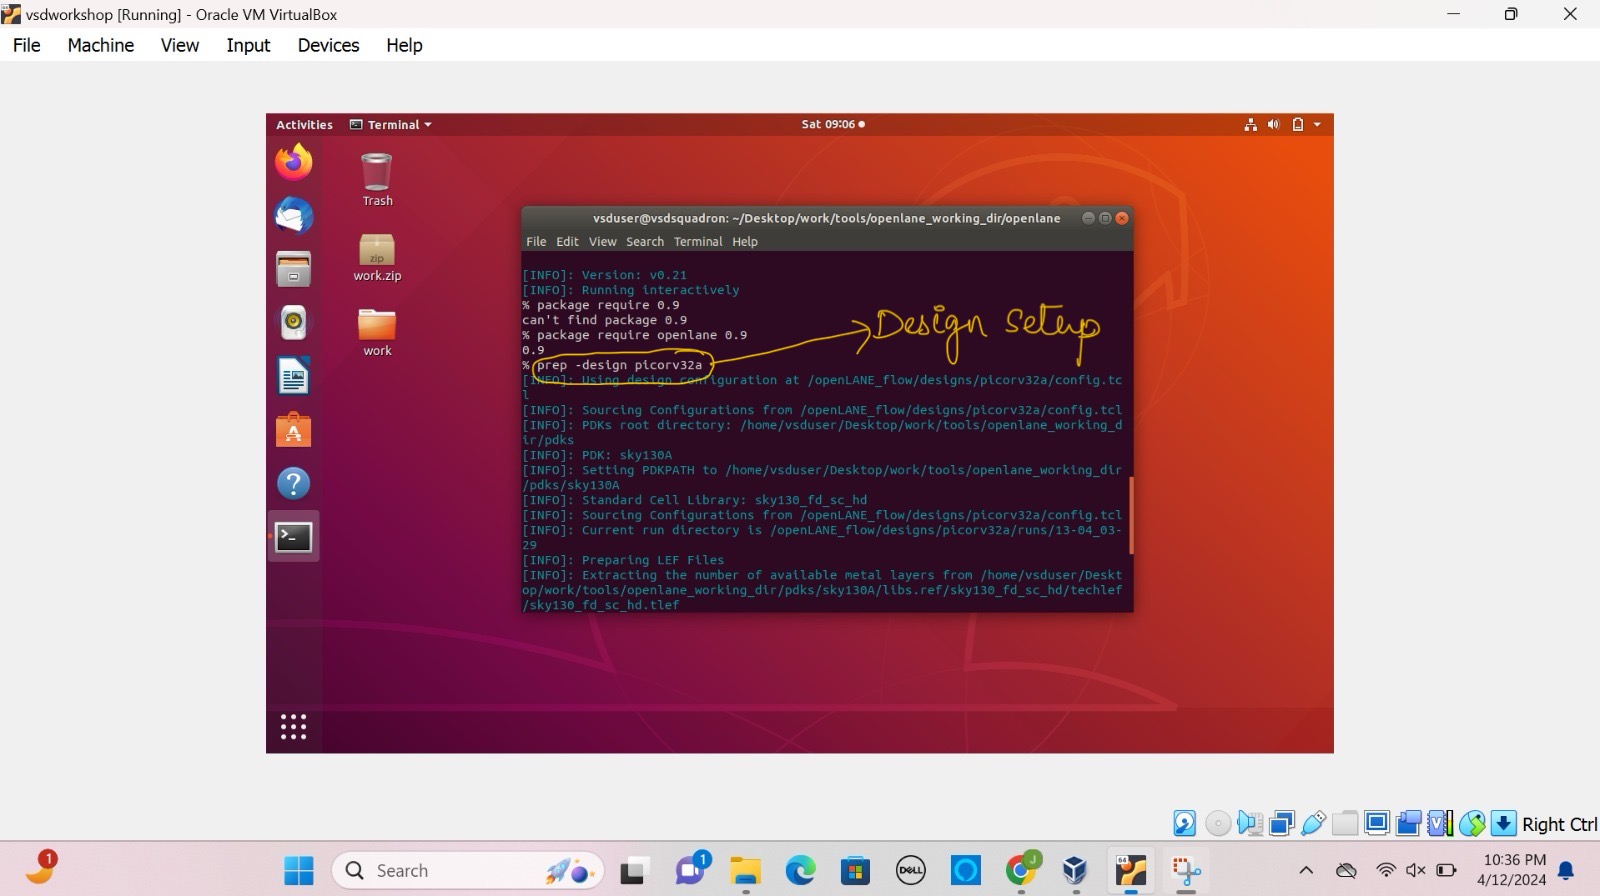 vsdworkshop [Running] - Oracle VM VirtualBox
File Machine View Input Devices Help
Activities Terminal Sat 09:06
Trash
zip
work.zip
work
vsduser@vsdsquadron: ~/Desktop/work/tools/openlane_working_dir/openlane
File Edit View Search Terminal Help
[INFO]: Version: v0.21
[INFO]: Running interactively
% package require 0.9
can't find package 0.9
% package require openlane 0.9
0.9
% prep -design picorv32a
Design Setup
[INFO]: Using design configuration at /openLANE_flow/designs/picorv32a/config.tc
l
[INFO]: Sourcing Configurations from /openLANE_flow/designs/picorv32a/config.tcl
[INFO]: PDKs root directory: /home/vsduser/Desktop/work/tools/openlane_working_d
ir/pdks
[INFO]: PDK: sky130A
[INFO]: Setting PDKPATH to /home/vsduser/Desktop/work/tools/openlane_working_dir
/pdks/sky130A
[INFO]: Standard Cell Library: sky130_fd_sc_hd
[INFO]: Sourcing Configurations from /openLANE_flow/designs/picorv32a/config.tcl
[INFO]: Current run directory is /openLANE_flow/designs/picorv32a/runs/13-04_03-
29
[INFO]: Preparing LEF Files
[INFO]: Extracting the number of available metal layers from /home/vsduser/Deskt
op/work/tools/openlane_working_dir/pdks/sky130A/libs.ref/sky130_fd_sc_hd/techlef
/sky130_fd_sc_hd.tlef
Right Ctrl
1
Search
1
DELL
J
64
10:36 PM
4/12/2024